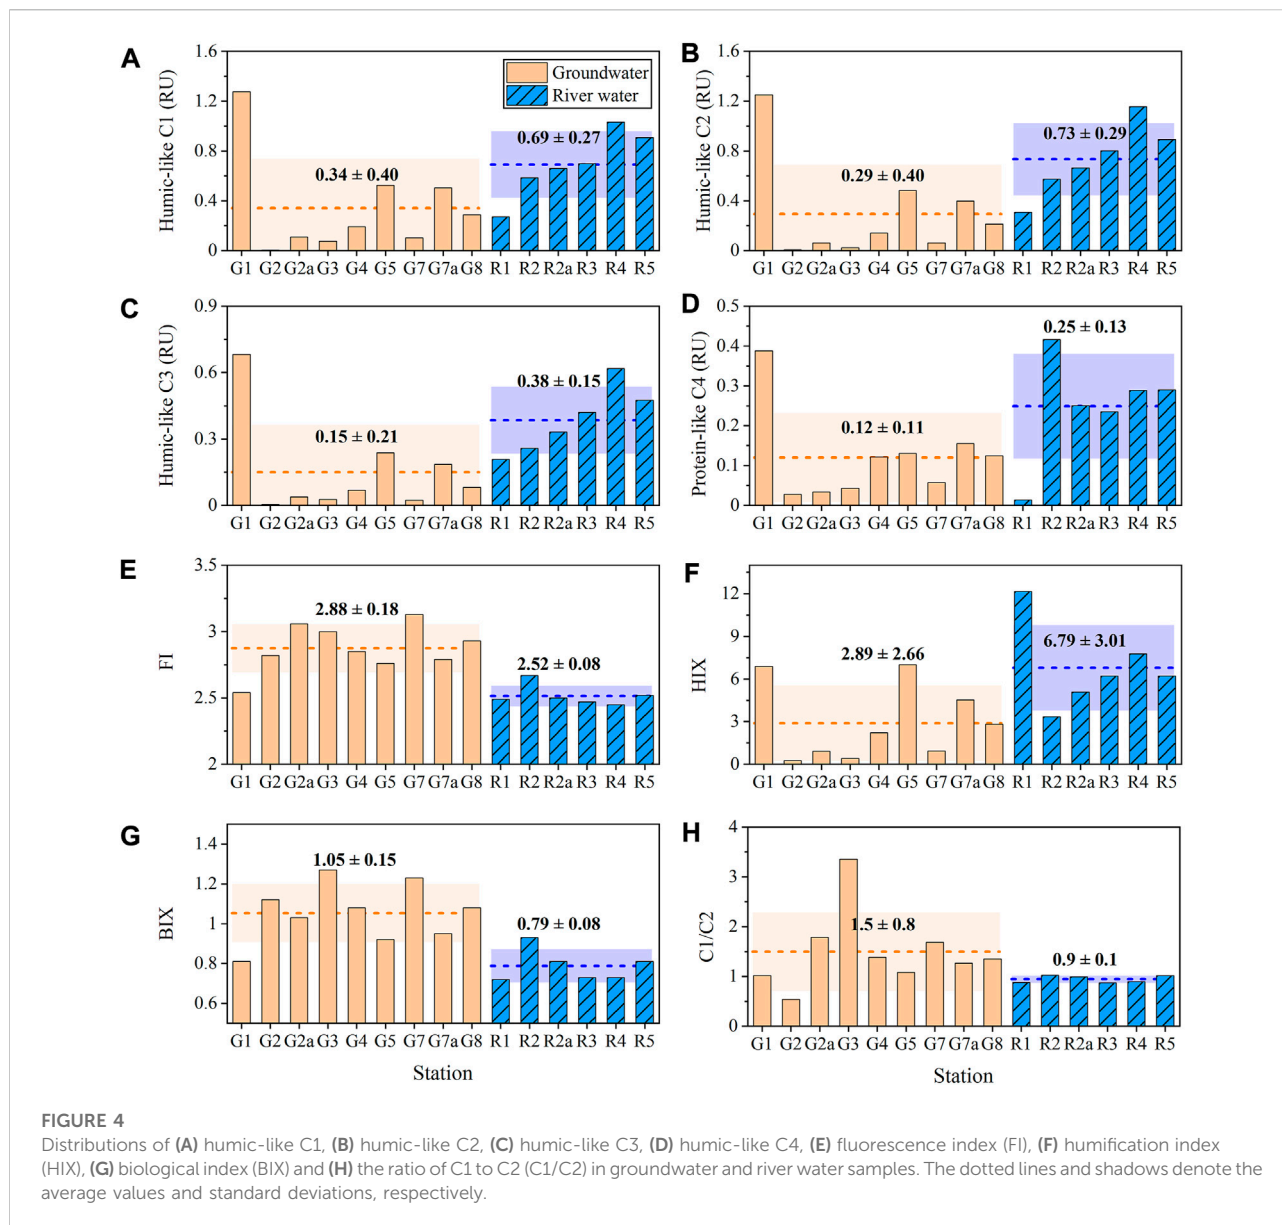 A
Humic-like C1 (RU)
1.6
1.2
0.8
0.4
0
Groundwater
River water
0.34 ± 0.40
0.69 ± 0.27
G1 G2 G2a G3 G4 G5 G7 G7a G8 R1 R2 R2a R3 R4 R5
B
Humic-like C2 (RU)
1.6
1.2
0.8
0.4
0
0.29 ± 0.40
0.73 ± 0.29
G1 G2 G2a G3 G4 G5 G7 G7a G8 R1 R2 R2a R3 R4 R5
C
Humic-like C3 (RU)
0.9
0.6
0.3
0
0.15 ± 0.21
0.38 ± 0.15
G1 G2 G2a G3 G4 G5 G7 G7a G8 R1 R2 R2a R3 R4 R5
D
Protein-like C4 (RU)
0.5
0.4
0.3
0.2
0.1
0
0.12 ± 0.11
0.25 ± 0.13
G1 G2 G2a G3 G4 G5 G7 G7a G8 R1 R2 R2a R3 R4 R5
E
FI
3.5
3
2.5
2
2.88 ± 0.18
2.52 ± 0.08
G1 G2 G2a G3 G4 G5 G7 G7a G8 R1 R2 R2a R3 R4 R5
F
HIX
12
9
6
3
0
2.89 ± 2.66
6.79 ± 3.01
G1 G2 G2a G3 G4 G5 G7 G7a G8 R1 R2 R2a R3 R4 R5
G
BIX
1.4
1.2
1
0.8
0.6
1.05 ± 0.15
0.79 ± 0.08
G1 G2 G2a G3 G4 G5 G7 G7a G8 R1 R2 R2a R3 R4 R5
Station
H
C1/C2
4
3
2
1
0
1.5 ± 0.8
0.9 ± 0.1
G1 G2 G2a G3 G4 G5 G7 G7a G8 R1 R2 R2a R3 R4 R5
Station
FIGURE 4
Distributions of (A) humic-like C1, (B) humic-like C2, (C) humic-like C3, (D) humic-like C4, (E) fluorescence index (FI), (F) humification index
(HIX), (G) biological index (BIX) and (H) the ratio of C1 to C2 (C1/C2) in groundwater and river water samples. The dotted lines and shadows denote the
average values and standard deviations, respectively.